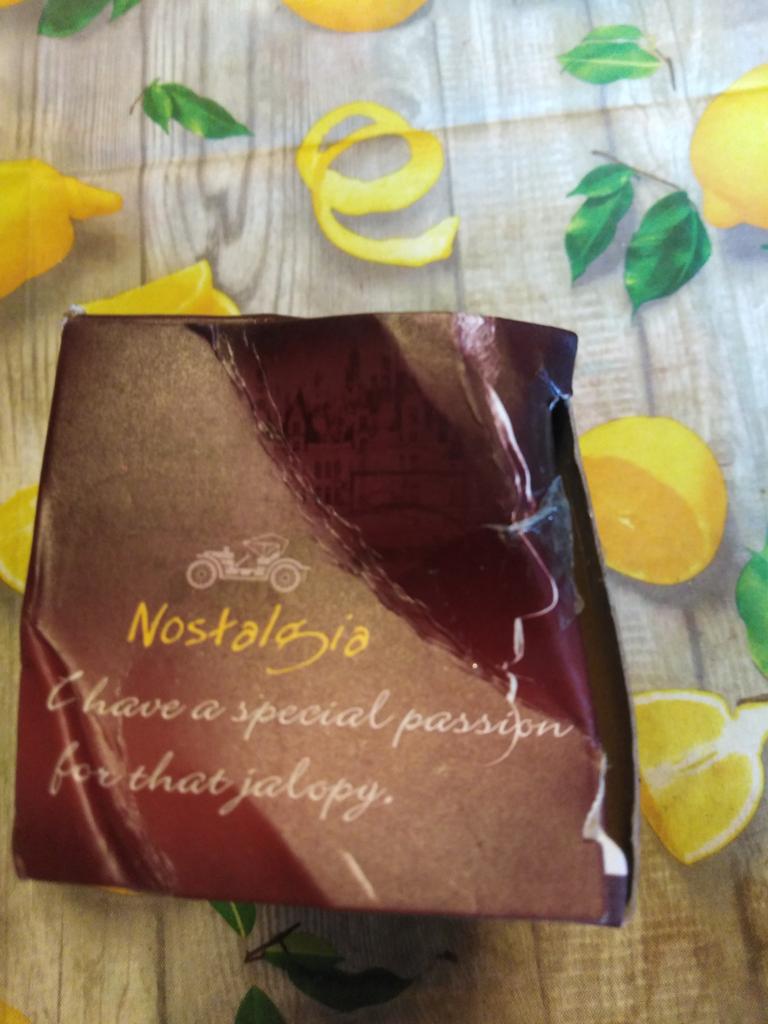 Nostalgia
I have a special passion
for that jalopy.